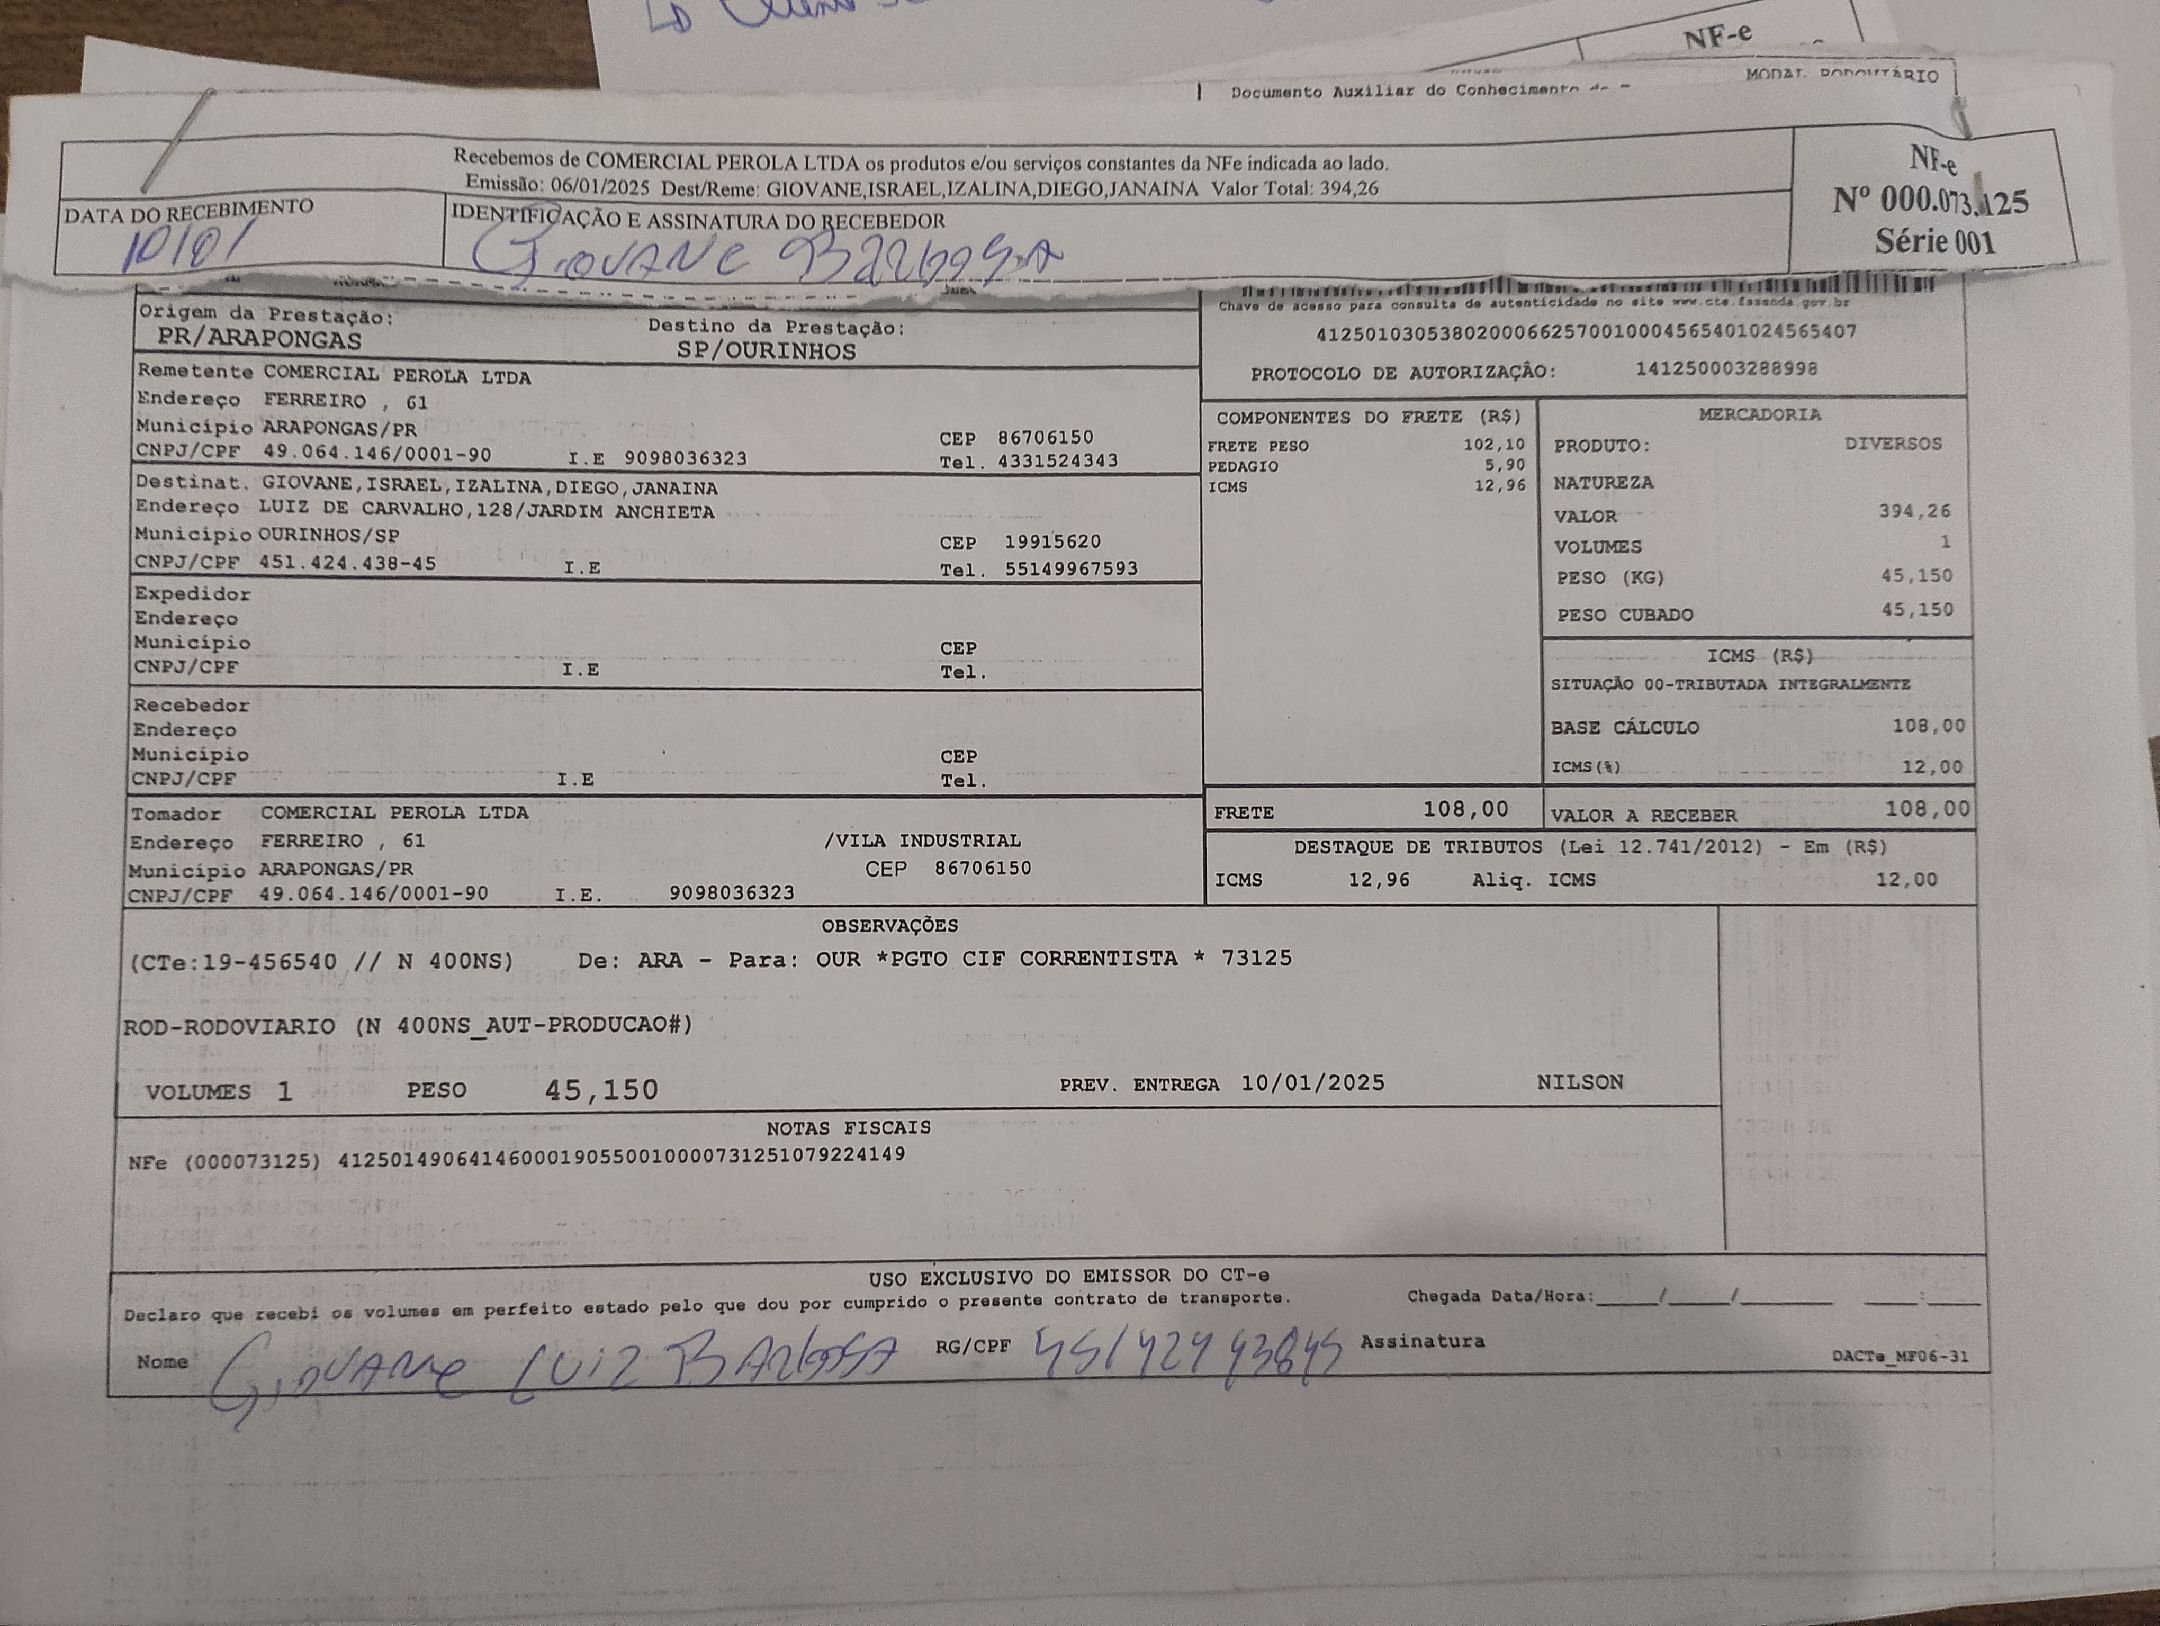 NF-e
MODAL RODOVIÁRIO
Documento Auxiliar do Conhecimento de
Recebemos de COMERCIAL PEROLA LTDA os produtos e/ou serviços constantes da NFe indicada ao lado.
Emissão: 06/01/2025 Dest/Reme: GIOVANE,ISRAEL,IZALINA,DIEGO,JANAINA Valor Total: 394,26
NF-e
Nº 000.073.125
Série 001
DATA DO RECEBIMENTO
10/01
IDENTIFICAÇÃO E ASSINATURA DO RECEBEDOR
GiOVANE BARBOSA
Origem da Prestação:
PR/ARAPONGAS
Destino da Prestação:
SP/OURINHOS
Chave de acesso para consulta de autenticidade no site www.cte.fazenda.gov.br
41250103053802000662570010004565401024565407
PROTOCOLO DE AUTORIZAÇÃO: 141250003288998
Remetente COMERCIAL PEROLA LTDA
Endereço FERREIRO , 61
Município ARAPONGAS/PR CEP 86706150
CNPJ/CPF 49.064.146/0001-90 I.E 9098036323 Tel. 4331524343
Destinat. GIOVANE,ISRAEL,IZALINA,DIEGO,JANAINA
Endereço LUIZ DE CARVALHO,128/JARDIM ANCHIETA
Município OURINHOS/SP CEP 19915620
CNPJ/CPF 451.424.438-45 I.E Tel. 55149967593
Expedidor
Endereço
Município CEP
CNPJ/CPF I.E Tel.
Recebedor
Endereço
Município CEP
CNPJ/CPF I.E Tel.
Tomador COMERCIAL PEROLA LTDA
Endereço FERREIRO , 61 /VILA INDUSTRIAL
Município ARAPONGAS/PR CEP 86706150
CNPJ/CPF 49.064.146/0001-90 I.E. 9098036323
COMPONENTES DO FRETE (R$)
FRETE PESO 102,10
PEDAGIO 5,90
ICMS 12,96
MERCADORIA
PRODUTO: DIVERSOS
NATUREZA
VALOR 394,26
VOLUMES 1
PESO (KG) 45,150
PESO CUBADO 45,150
ICMS (R$)
SITUAÇÃO 00-TRIBUTADA INTEGRALMENTE
BASE CÁLCULO 108,00
ICMS(%) 12,00
FRETE 108,00 VALOR A RECEBER 108,00
DESTAQUE DE TRIBUTOS (Lei 12.741/2012) - Em (R$)
ICMS 12,96 Aliq. ICMS 12,00
OBSERVAÇÕES
(CTe:19-456540 // N 400NS) De: ARA - Para: OUR *PGTO CIF CORRENTISTA * 73125
ROD-RODOVIARIO (N 400NS_AUT-PRODUCAO#)
VOLUMES 1 PESO 45,150 PREV. ENTREGA 10/01/2025 NILSON
NOTAS FISCAIS
NFe (000073125) 41250149064146000190550010000731251079224149
USO EXCLUSIVO DO EMISSOR DO CT-e
Declaro que recebi os volumes em perfeito estado pelo que dou por cumprido o presente contrato de transporte. Chegada Data/Hora:____/____/______ ___:___
Nome GiOVANe LUiZ BARBOSA RG/CPF 45142443845 Assinatura
DACTe_MF06-31